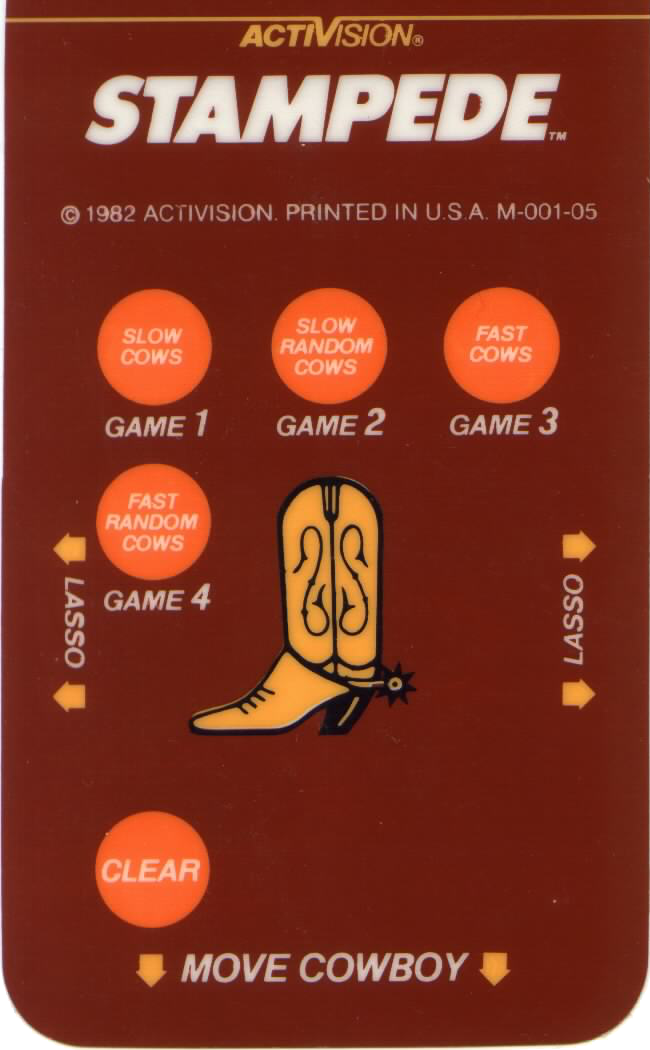 ACTIVISION®
STAMPEDE™
© 1982 ACTIVISION. PRINTED IN U.S.A. M-001-05
SLOW
COWS
GAME 1
SLOW
RANDOM
COWS
GAME 2
FAST
COWS
GAME 3
FAST
RANDOM
COWS
GAME 4
LASSO
LASSO
CLEAR
MOVE COWBOY